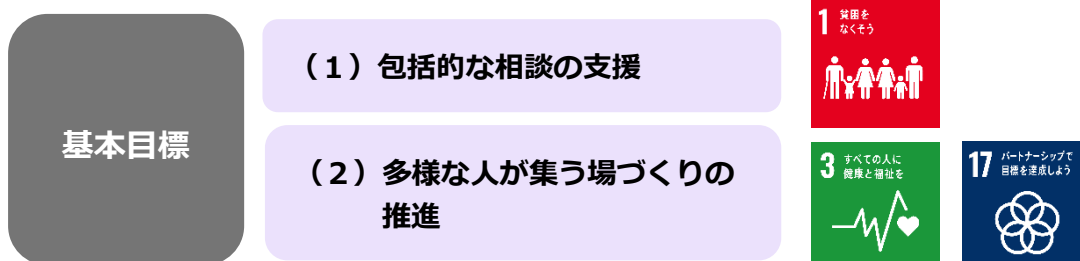 基本目標
（１）包括的な相談の支援
（２）多様な人が集う場づくりの
推進
1 貧困を
なくそう
3 すべての人に
健康と福祉を
17 パートナーシップで
目標を達成しよう